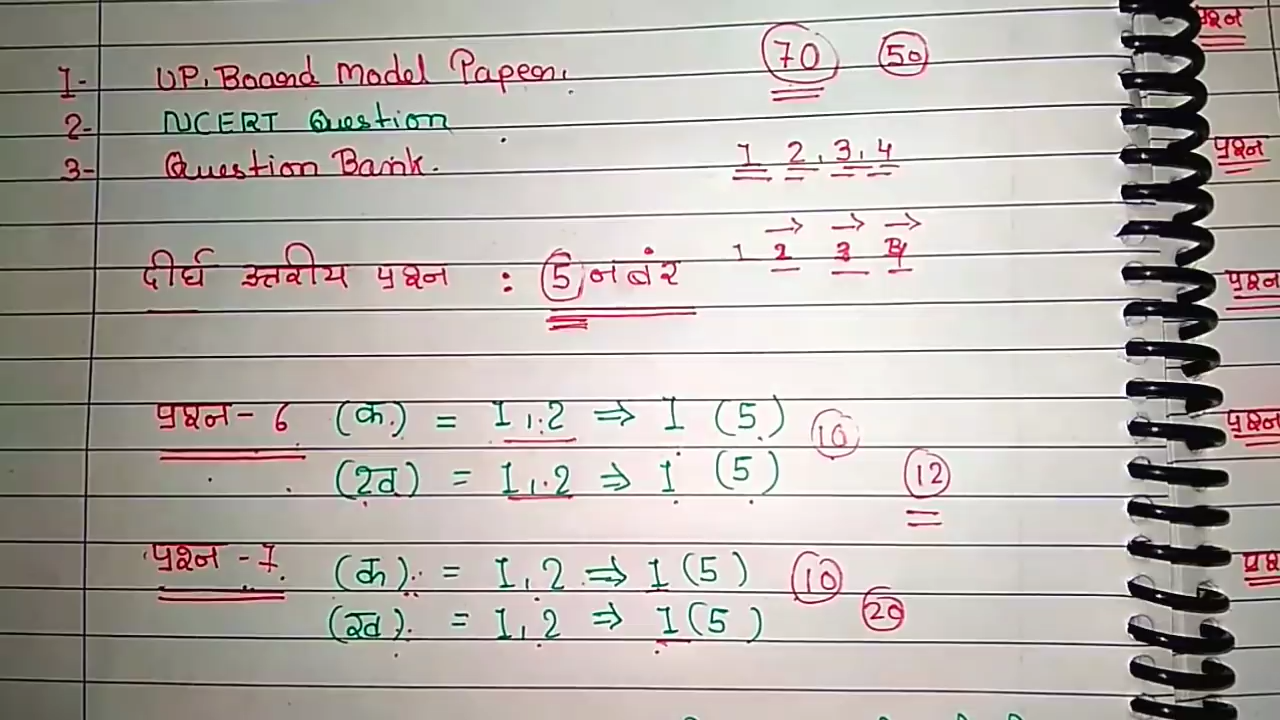 1- UP. Board Model Paper. 70 50
2- NCERT Question
3- Question Bank. 1 2, 3, 4
1 2 3 4
दीर्घ उत्तरीय प्रश्न : 5 नबंर
प्रश्न - 6 (क) = 1, 2 ⇒ 1 (5) 10
(ख) = 1, 2 ⇒ 1 (5) 12
प्रश्न - 7 (क) = 1, 2 ⇒ 1 (5) 10
(ख) = 1, 2 ⇒ 1 (5) 20
प्रश्न
प्रश्न
प्रश्न
प्रश्न